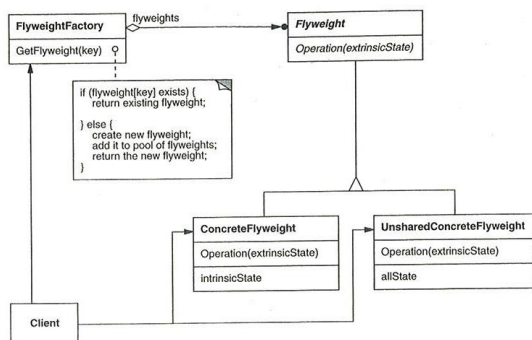 FlyweightFactory
flyweights
Flyweight
GetFlyweight(key)
Operation(extrinsicState)
if (flyweight[key] exists) {
return existing flyweight;
} else {
create new flyweight;
add it to pool of flyweights;
return the new flyweight;
}
ConcreteFlyweight
Operation(extrinsicState)
intrinsicState
UnsharedConcreteFlyweight
Operation(extrinsicState)
allState
Client